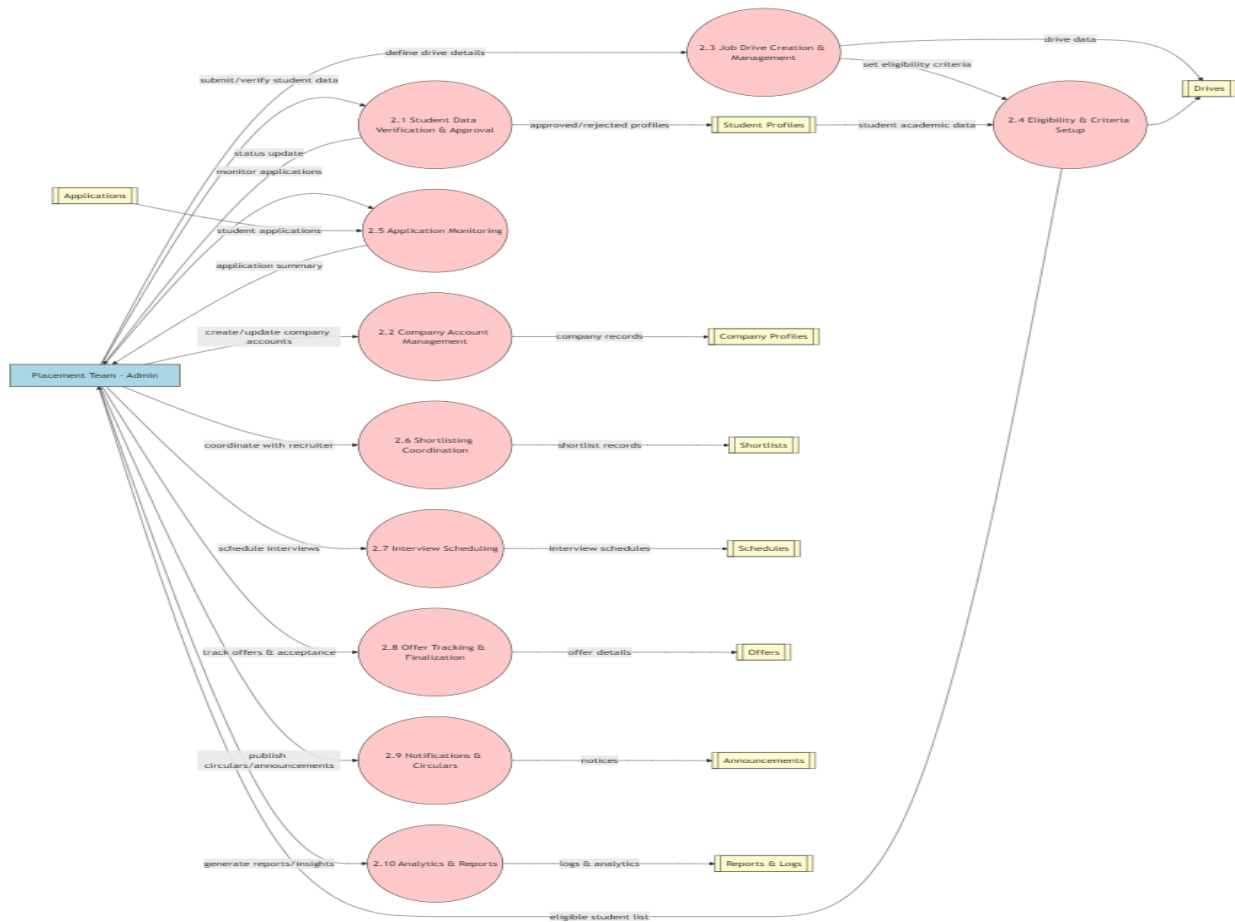 define drive details
2.3 Job Drive Creation &
Management
drive data
set eligibility criteria
Drives
submit/verify student data
2.1 Student Data
Verification & Approval
approved/rejected profiles
Student Profiles
student academic data
2.4 Eligibility & Criteria
Setup
status update
monitor applications
Applications
student applications
2.5 Application Monitoring
application summary
create/update company
accounts
2.2 Company Account
Management
company records
Company Profiles
Placement Team - Admin
coordinate with recruiter
2.6 Shortlisting
Coordination
shortlist records
Shortlists
schedule interviews
2.7 Interview Scheduling
interview schedules
Schedules
track offers & acceptance
2.8 Offer Tracking &
Finalization
offer details
Offers
publish
circulars/announcements
2.9 Notifications &
Circulars
notices
Announcements
generate reports/insights
2.10 Analytics & Reports
logs & analytics
Reports & Logs
eligible student list